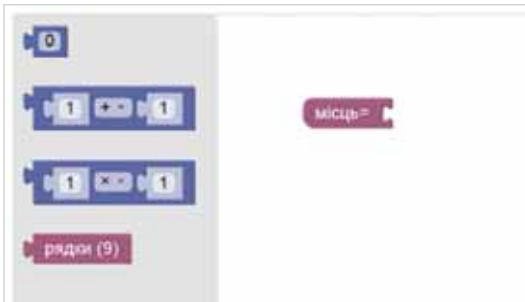 0
1 + - 1
місць=
1 × - 1
рядки (9)